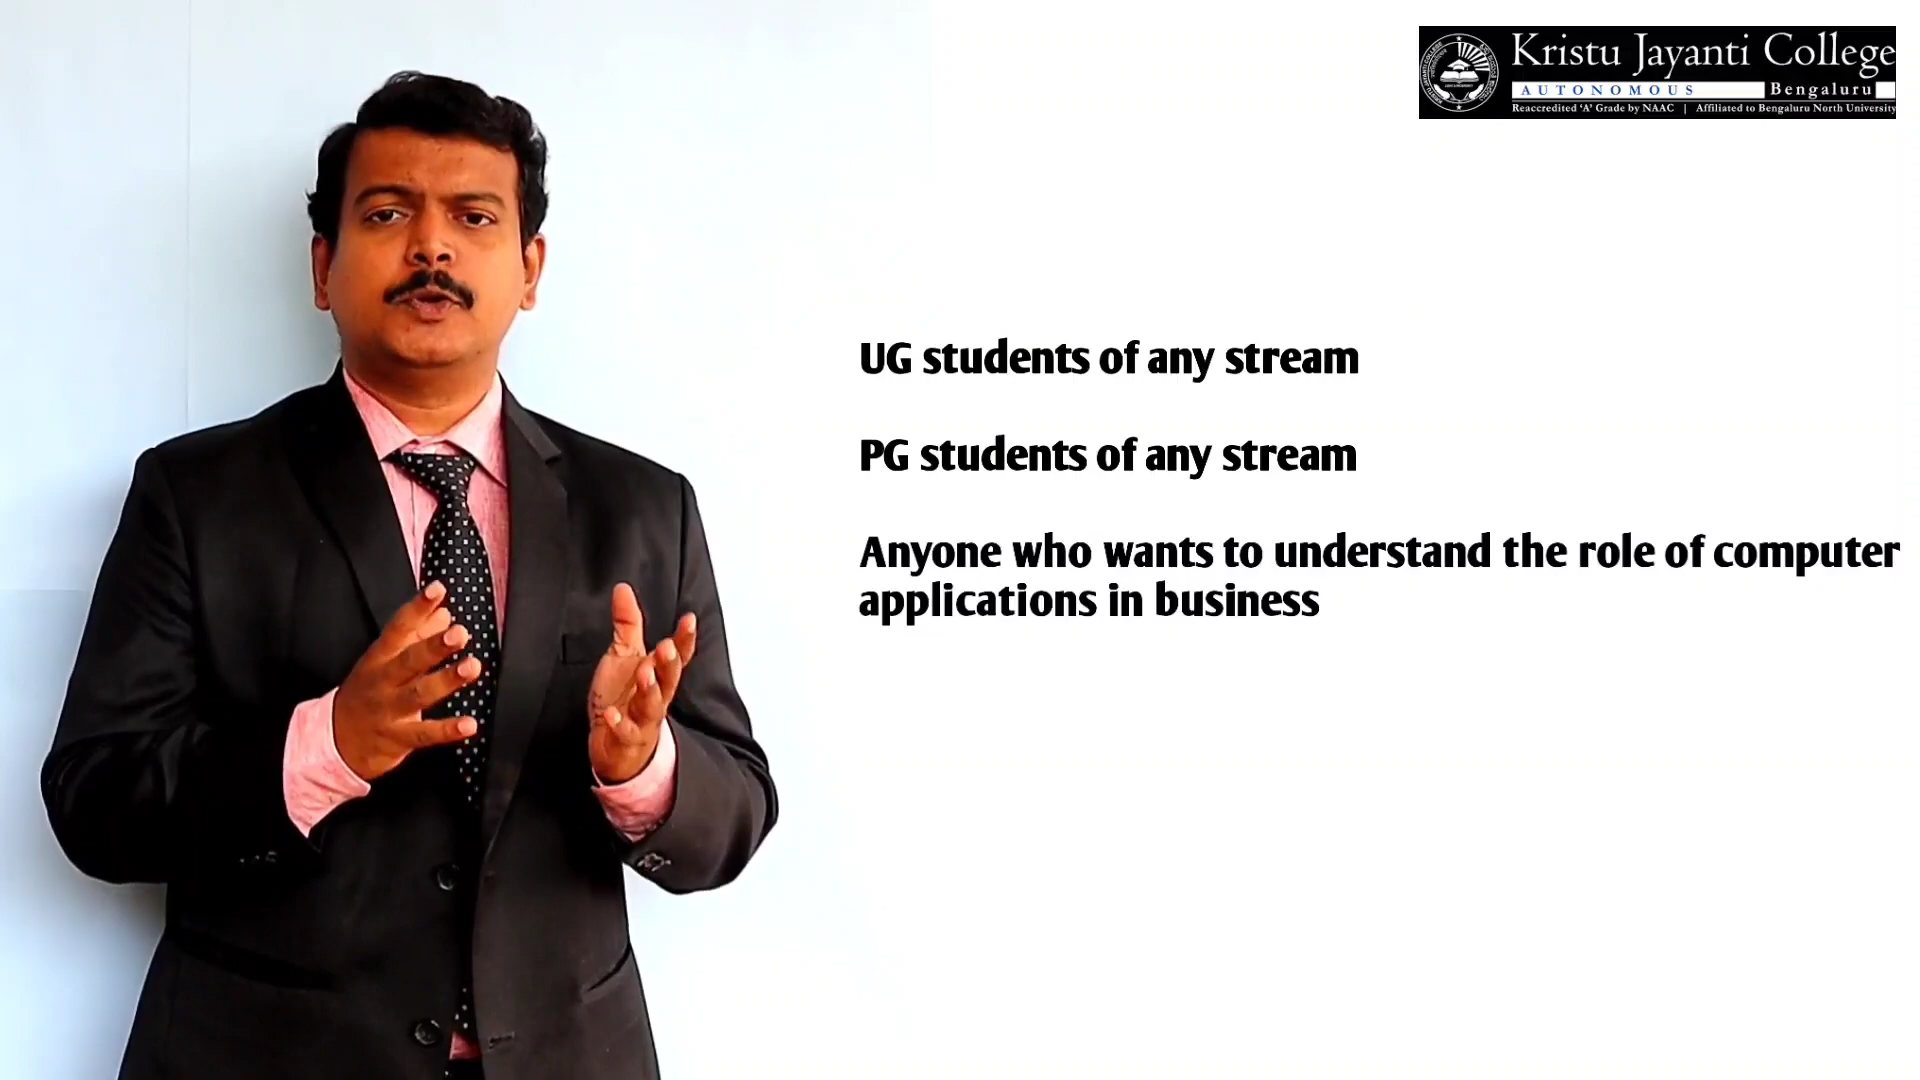 Kristu Jayanti College
AUTONOMOUS Bengaluru
Reaccredited 'A' Grade by NAAC | Affiliated to Bengaluru North University
UG students of any stream
PG students of any stream
Anyone who wants to understand the role of computer
applications in business